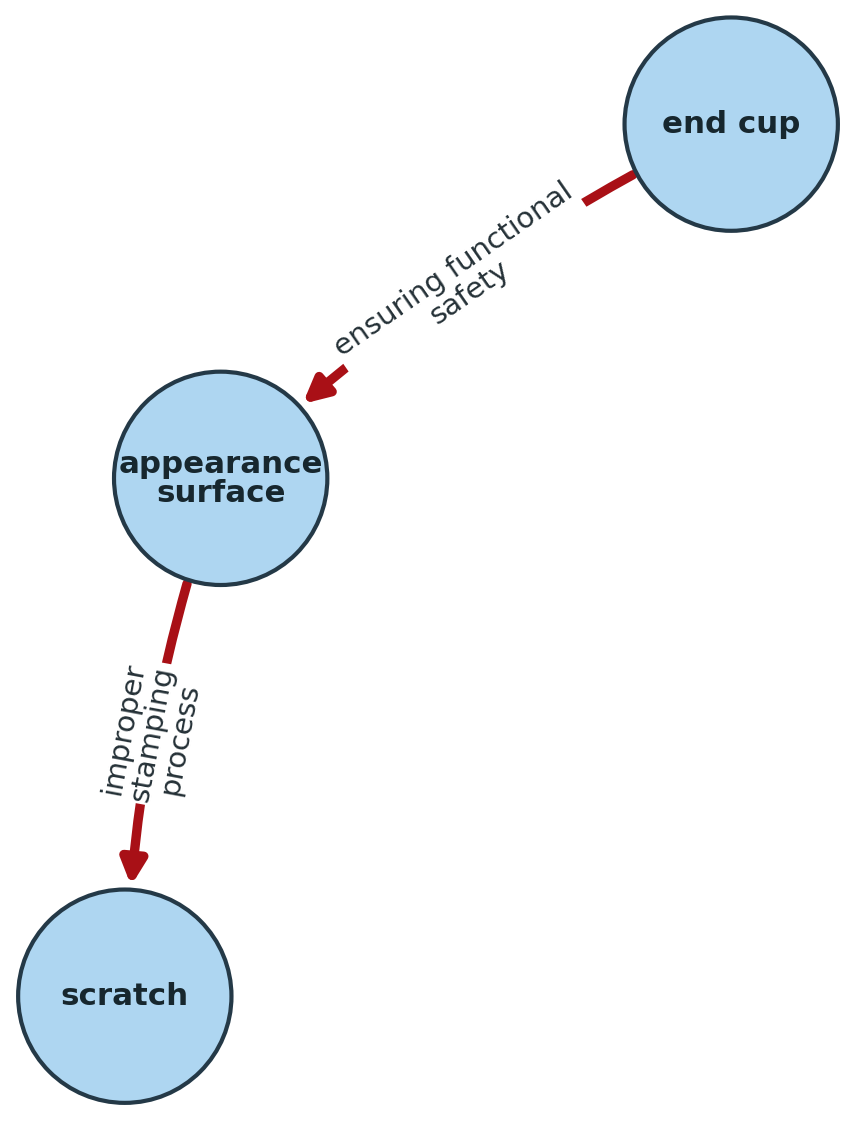 end cup
ensuring functional
safety
appearance
surface
improper
stamping
process
scratch